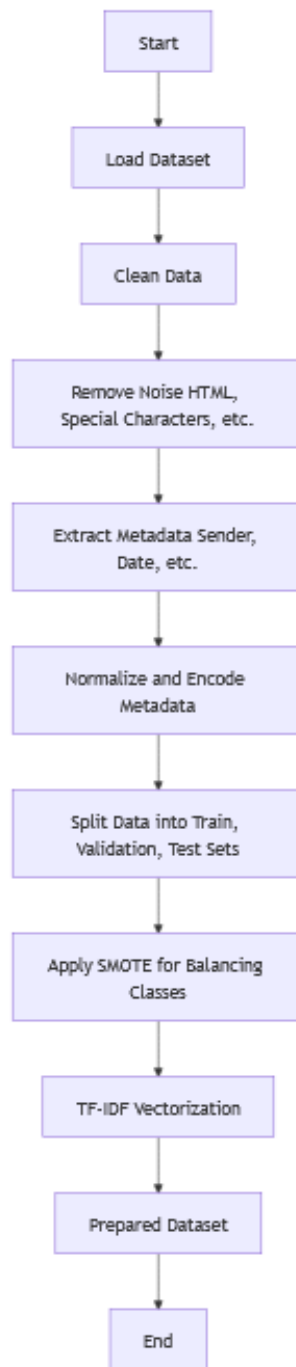 Start
Load Dataset
Clean Data
Remove Noise HTML,
Special Characters, etc.
Extract Metadata Sender,
Date, etc.
Normalize and Encode
Metadata
Split Data into Train,
Validation, Test Sets
Apply SMOTE for Balancing
Classes
TF-IDF Vectorization
Prepared Dataset
End